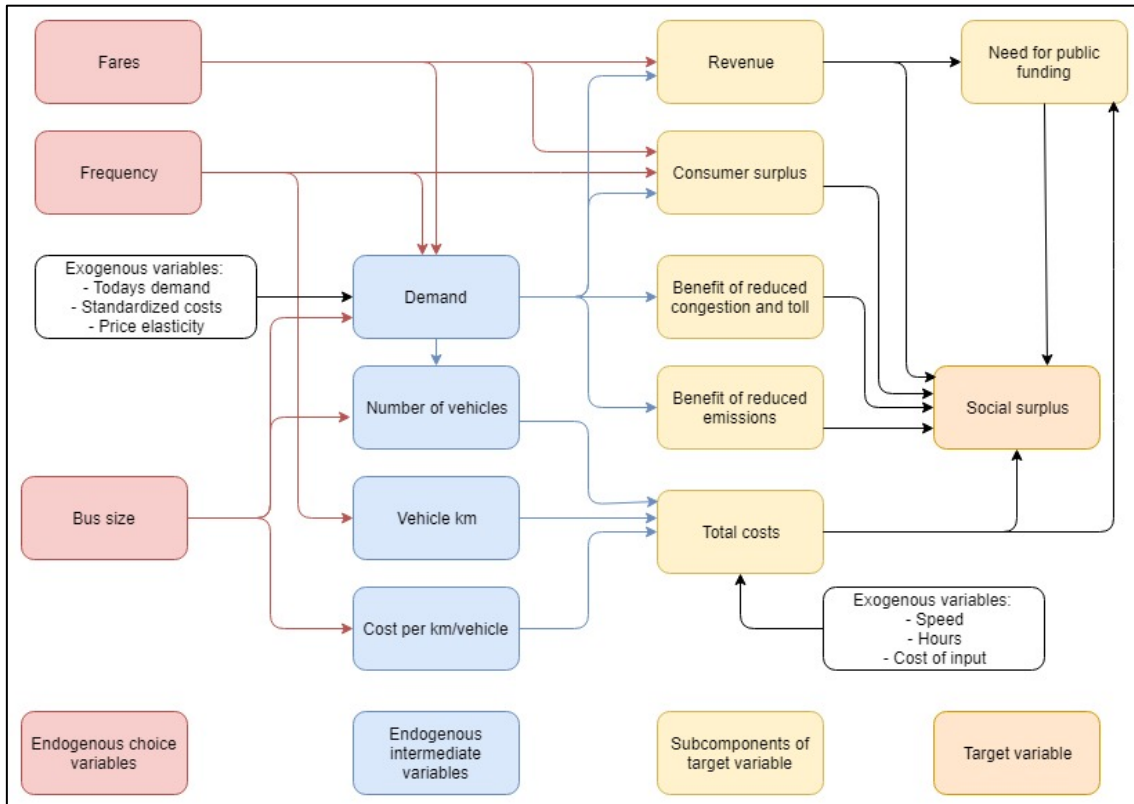 Fares
Revenue
Need for public
funding
Frequency
Consumer surplus
Exogenous variables:
- Todays demand
- Standardized costs
- Price elasticity
Demand
Benefit of reduced
congestion and toll
Number of vehicles
Benefit of reduced
emissions
Social surplus
Bus size
Vehicle km
Total costs
Cost per km/vehicle
Exogenous variables:
- Speed
- Hours
- Cost of input
Endogenous choice
variables
Endogenous
intermediate
variables
Subcomponents of
target variable
Target variable